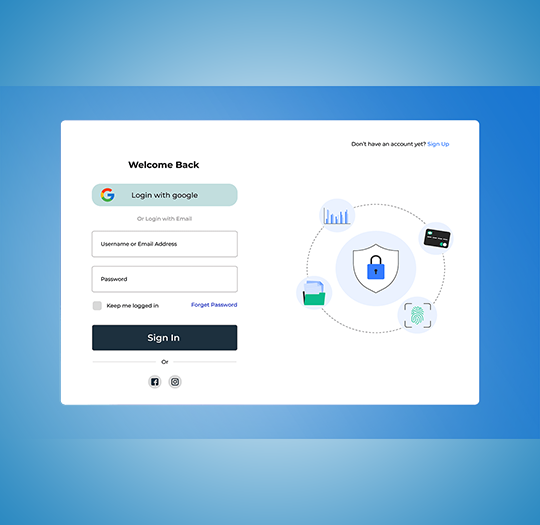 Don't have an account yet? Sign Up
Welcome Back
Login with google
Or Login with Email
Username or Email Address
Password
Keep me logged in Forget Password
Sign In
Or